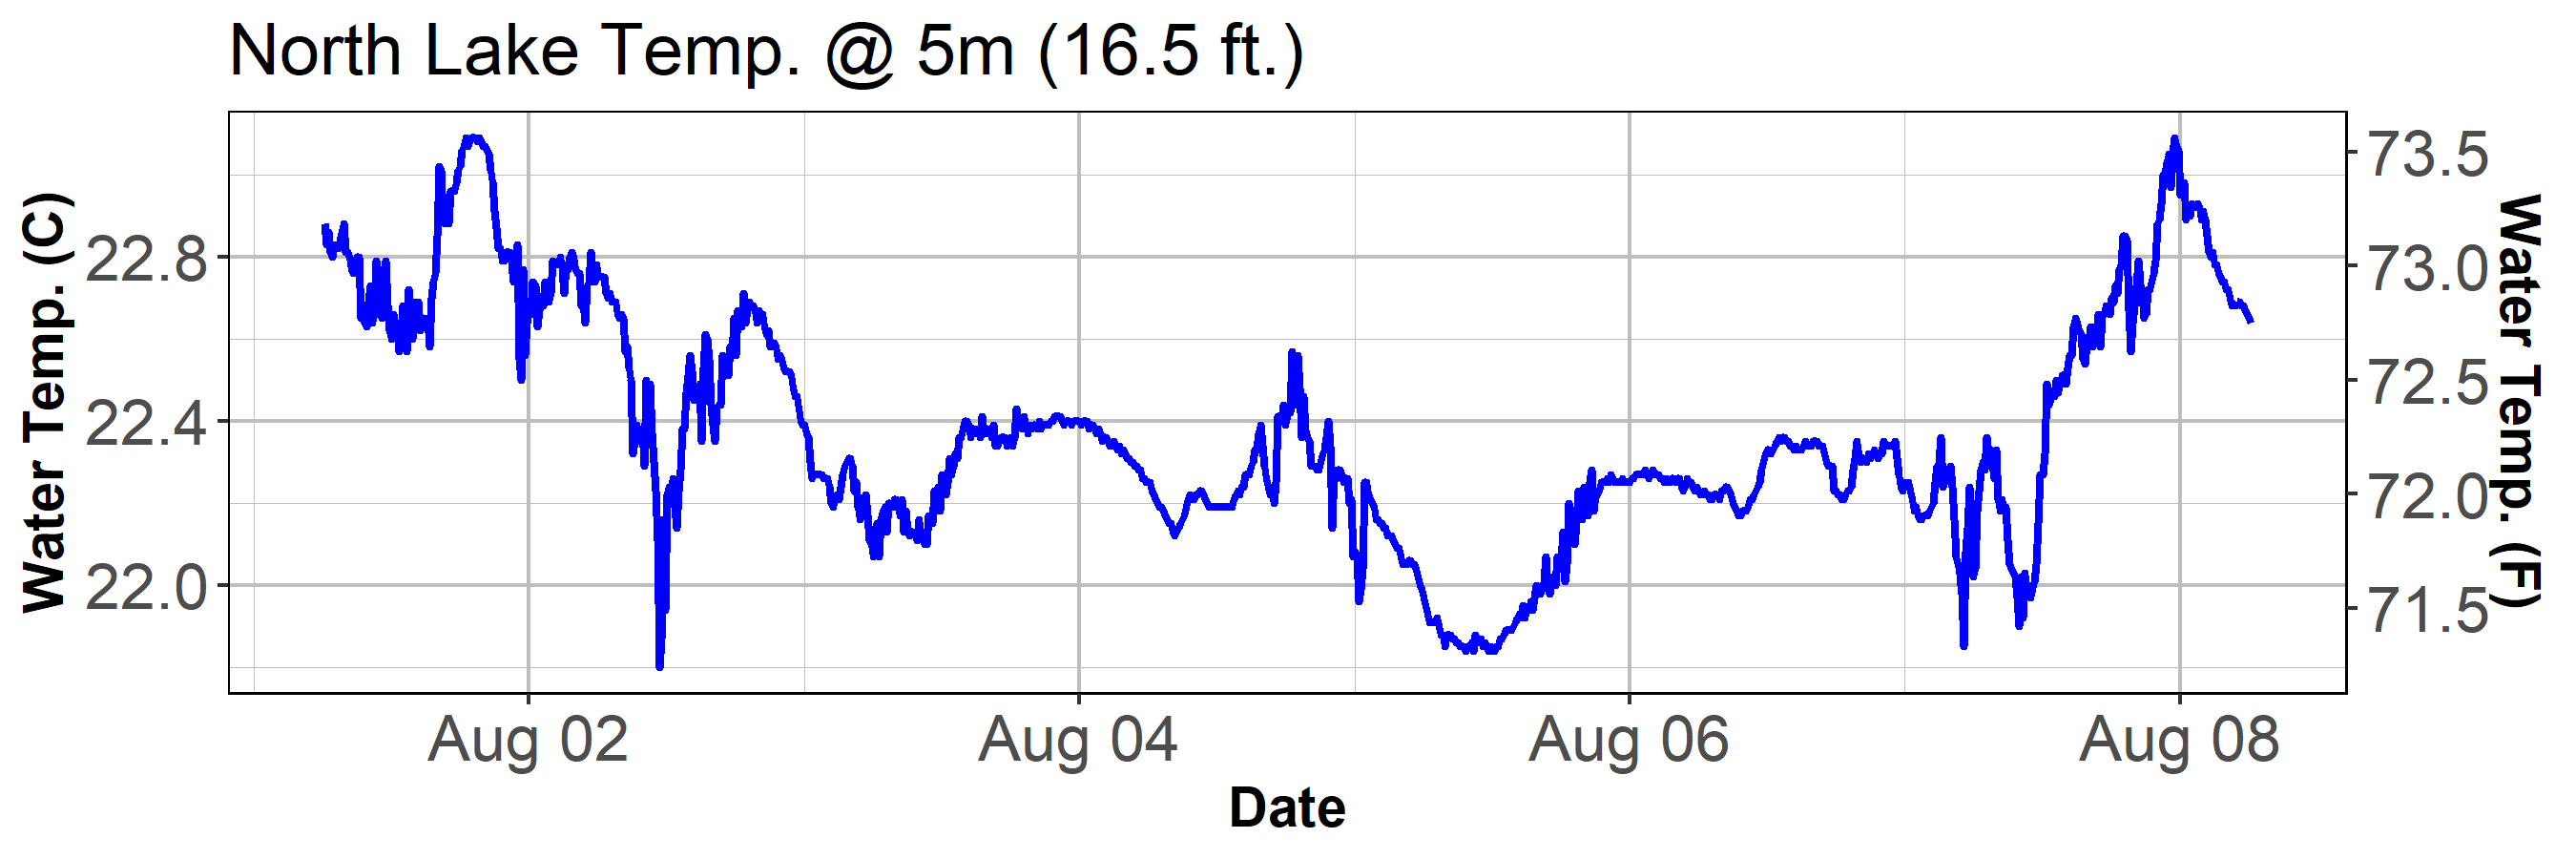 North Lake Temp. @ 5m (16.5 ft.)
Water Temp. (C)
22.8
22.4
22.0
73.5
73.0
72.5
72.0
71.5
Water Temp. (F)
Aug 02 Aug 04 Aug 06 Aug 08
Date